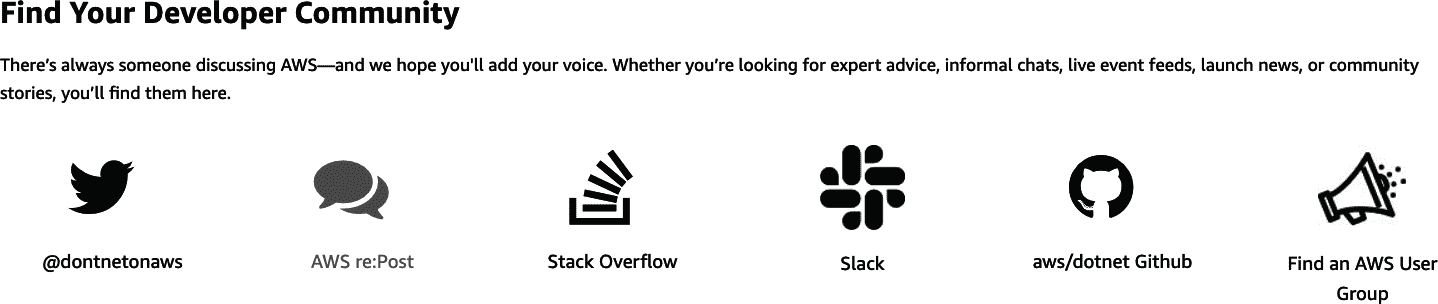 Find Your Developer Community
There’s always someone discussing AWS—and we hope you'll add your voice. Whether you’re looking for expert advice, informal chats, live event feeds, launch news, or community
stories, you’ll find them here.
@dontnetonaws
AWS re:Post
Stack Overflow
Slack
aws/dotnet Github
Find an AWS User
Group